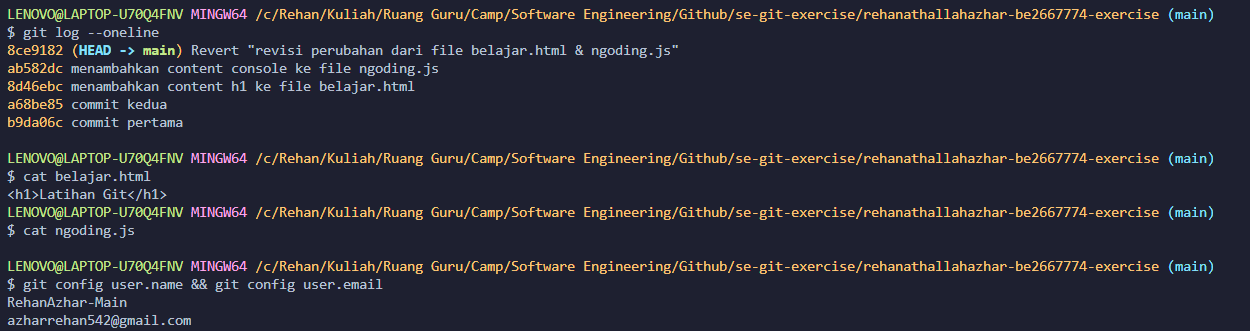 LENOVO@LAPTOP-U70Q4FNV MINGW64 /c/Rehan/Kuliah/Ruang Guru/Camp/Software Engineering/Github/se-git-exercise/rehanathallahazhar-be2667774-exercise (main)
$ git log --oneline
8ce9182 (HEAD -> main) Revert "revisi perubahan dari file belajar.html & ngoding.js"
ab582dc menambahkan content console ke file ngoding.js
8d46ebc menambahkan content h1 ke file belajar.html
a68be85 commit kedua
b9da06c commit pertama
LENOVO@LAPTOP-U70Q4FNV MINGW64 /c/Rehan/Kuliah/Ruang Guru/Camp/Software Engineering/Github/se-git-exercise/rehanathallahazhar-be2667774-exercise (main)
$ cat belajar.html
<h1>Latihan Git</h1>
LENOVO@LAPTOP-U70Q4FNV MINGW64 /c/Rehan/Kuliah/Ruang Guru/Camp/Software Engineering/Github/se-git-exercise/rehanathallahazhar-be2667774-exercise (main)
$ cat ngoding.js
LENOVO@LAPTOP-U70Q4FNV MINGW64 /c/Rehan/Kuliah/Ruang Guru/Camp/Software Engineering/Github/se-git-exercise/rehanathallahazhar-be2667774-exercise (main)
$ git config user.name && git config user.email
RehanAzhar-Main
azharrehan542@gmail.com